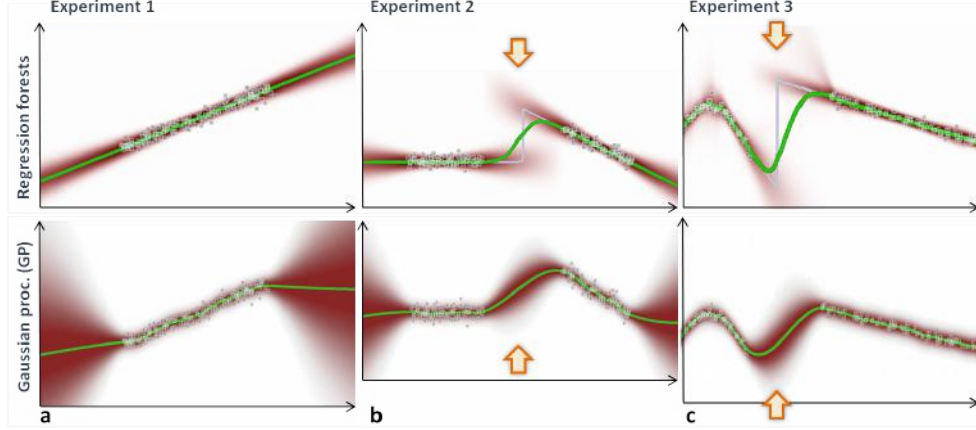 Experiment 1
Experiment 2
Experiment 3
Regression forests
Gaussian proc. (GP)
a
b
c